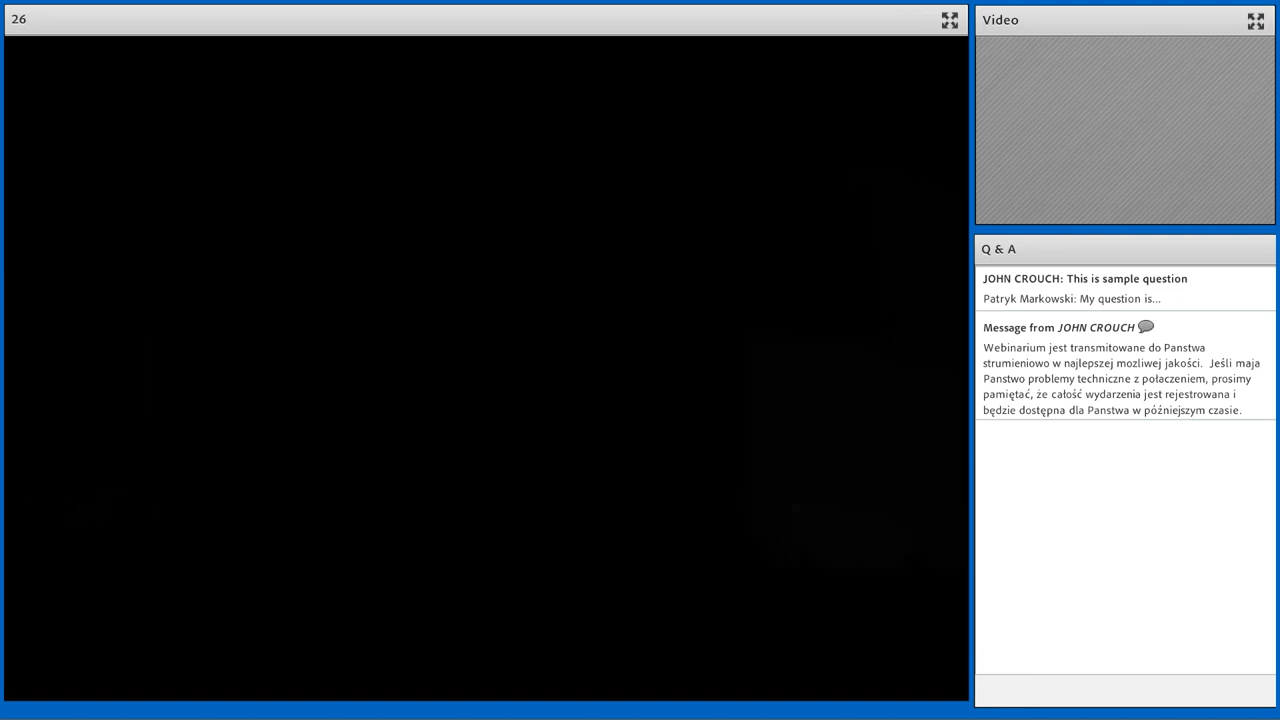 26
Video
Q & A
JOHN CROUCH: This is sample question
Patryk Markowski: My question is...
Message from JOHN CROUCH
Webinarium jest transmitowane do Panstwa
strumieniowo w najlepszej mozliwej jakości.  Jeśli maja
Panstwo problemy techniczne z połaczeniem, prosimy
pamiętać, że całość wydarzenia jest rejestrowana i
będzie dostępna dla Panstwa w późniejszym czasie.